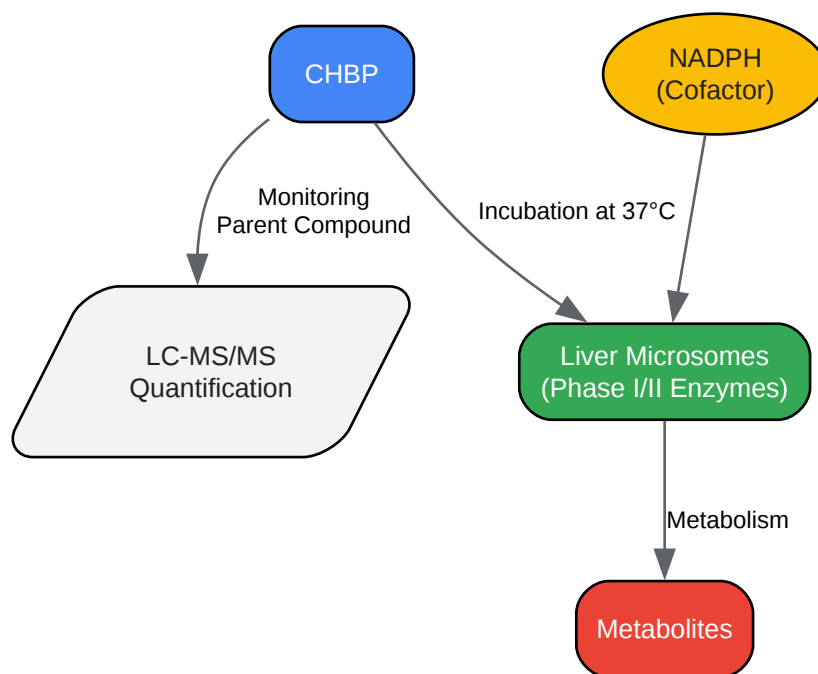 CHBP
NADPH
(Cofactor)
Monitoring
Parent Compound
Incubation at 37°C
LC-MS/MS
Quantification
Liver Microsomes
(Phase I/II Enzymes)
Metabolism
Metabolites